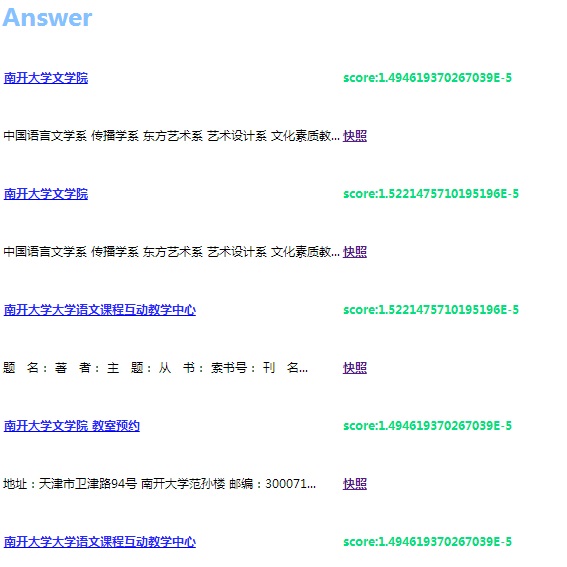 Answer
南开大学文学院 score:1.494619370267039E-5
中国语言文学系 传播学系 东方艺术系 艺术设计系 文化素质教... 快照
南开大学文学院 score:1.5221475710195196E-5
中国语言文学系 传播学系 东方艺术系 艺术设计系 文化素质教... 快照
南开大学大学语文课程互动教学中心 score:1.5221475710195196E-5
题　名： 著　者： 主　题： 从　书： 索书号： 刊　名... 快照
南开大学文学院 教室预约 score:1.494619370267039E-5
地址：天津市卫津路94号 南开大学范孙楼 邮编：300071... 快照
南开大学大学语文课程互动教学中心 score:1.494619370267039E-5